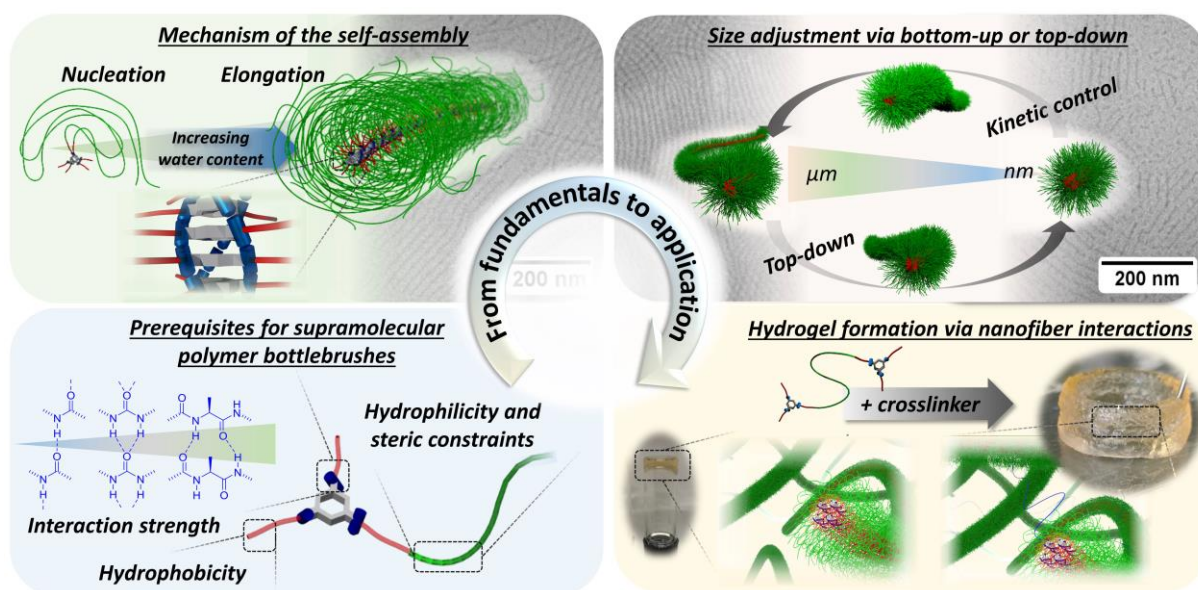 Mechanism of the self-assembly
Nucleation
Elongation
Increasing
water content
200 nm
Size adjustment via bottom-up or top-down
Kinetic control
µm
nm
Top-down
200 nm
From fundamentals to application
Prerequisites for supramolecular
polymer bottlebrushes
O
N
H
O
N
H
O
N
N
H
H
O
N
N
H
H
O
N
H
H
N
O
O
N
H
H
N
O
Interaction strength
Hydrophobicity
Hydrophilicity and
steric constraints
Hydrogel formation via nanofiber interactions
+ crosslinker